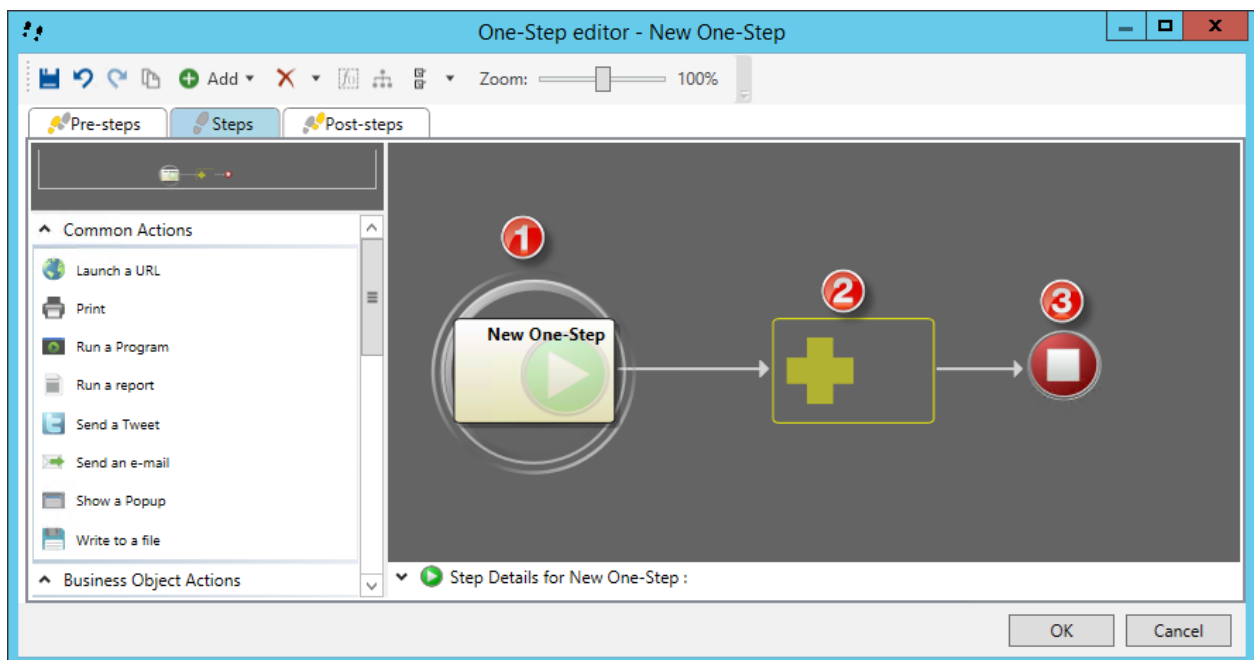 One-Step editor - New One-Step
Add
Zoom:
100%
Pre-steps
Steps
Post-steps
Common Actions
Launch a URL
Print
Run a Program
Run a report
Send a Tweet
Send an e-mail
Show a Popup
Write to a file
Business Object Actions
1
New One-Step
2
3
Step Details for New One-Step :
OK
Cancel